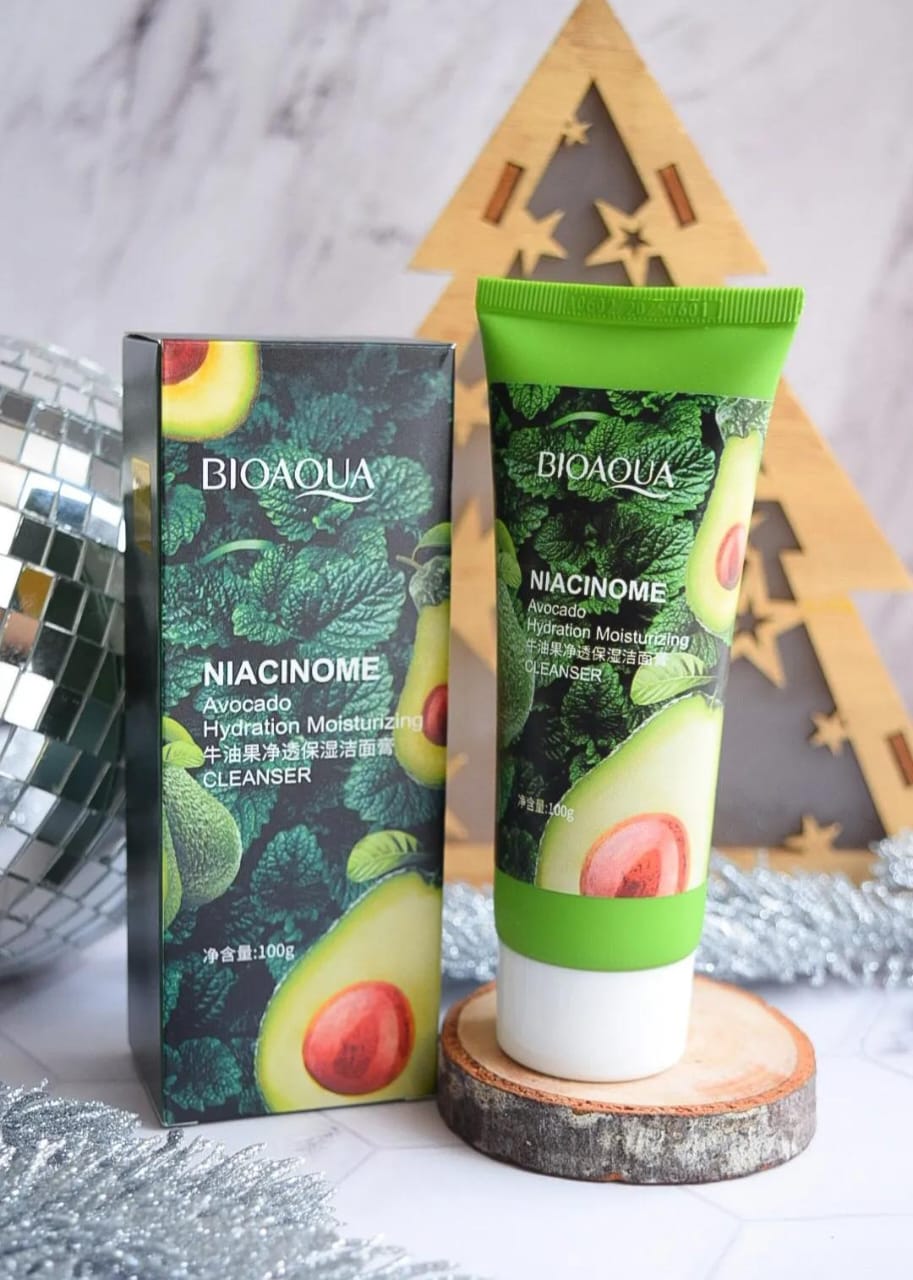 BIOAQUA
NIACINOME
Avocado
Hydration Moisturizing
牛油果净透保湿洁面膏
CLEANSER
净含量:100g
BIOAQUA
NIACINOME
Avocado
Hydration Moisturizing
牛油果净透保湿洁面膏
CLEANSER
净含量:100g